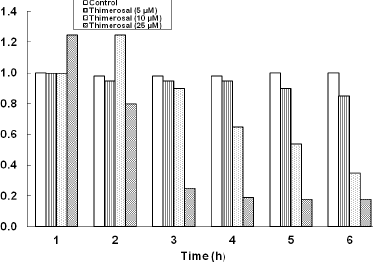 Control
Thimerosal (5 µM)
Thimerosal (10 µM)
Thimerosal (25 µM)
1.4
1.2
1.0
0.8
0.6
0.4
0.2
0.0
1 2 3 4 5 6
Time (h)